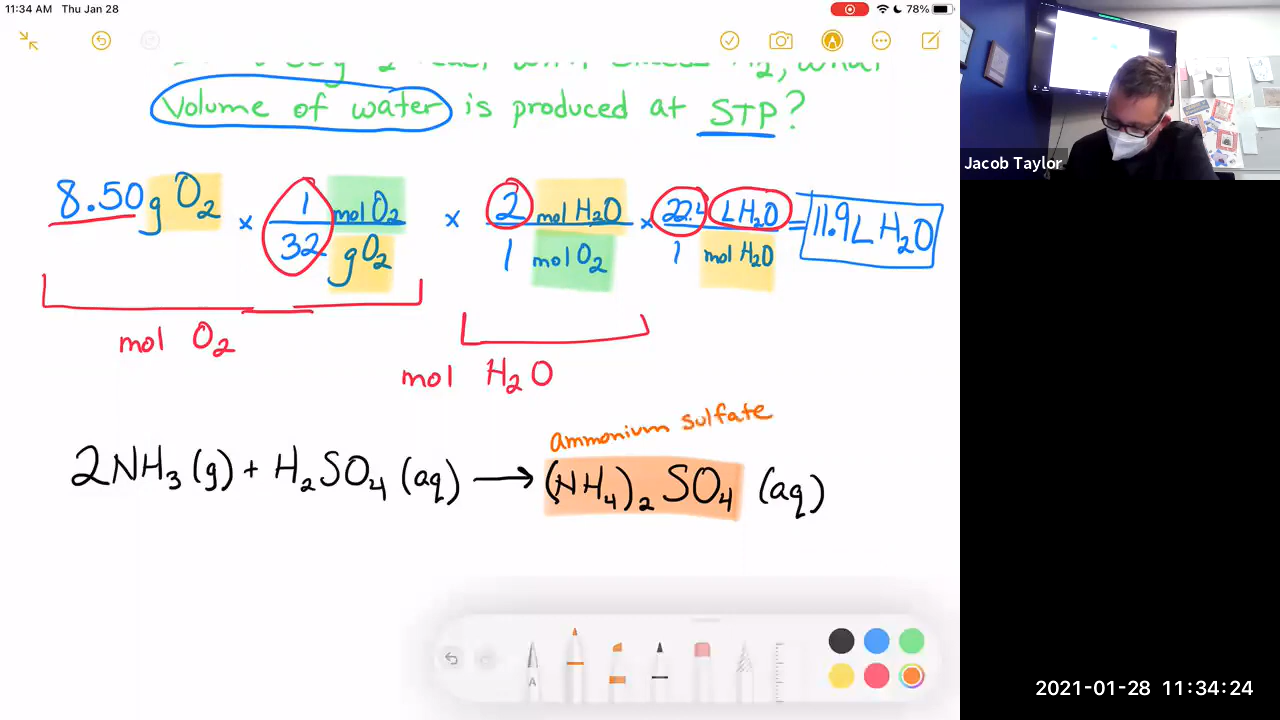 11:34 AM Thu Jan 28
78%
Volume of water is produced at STP?
8.50g O₂ × 1 mol O₂ / 32 g O₂ × 2 mol H₂O / 1 mol O₂ × 22.4 L H₂O / 1 mol H₂O = 11.9 L H₂O
mol O₂
mol H₂O
ammonium sulfate
2NH₃(g) + H₂SO₄(aq) → (NH₄)₂SO₄(aq)
A
Jacob Taylor
2021-01-28 11:34:24